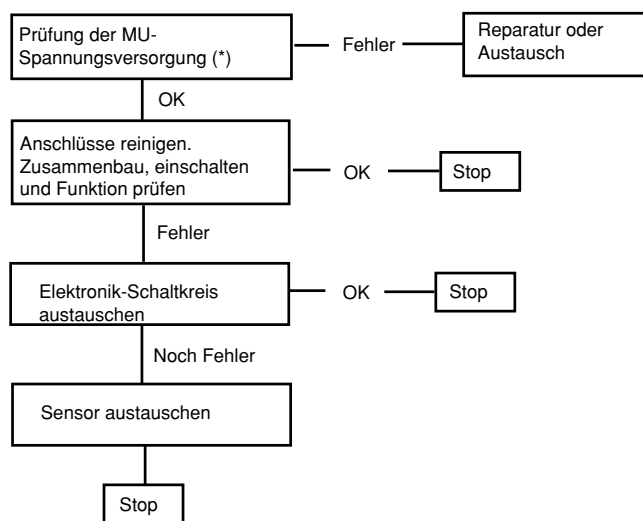 Prüfung der MU-
Spannungsversorgung (*)
Fehler
Reparatur oder
Austausch
OK
Anschlüsse reinigen.
Zusammenbau, einschalten
und Funktion prüfen
OK
Stop
Fehler
Elektronik-Schaltkreis
austauschen
OK
Stop
Noch Fehler
Sensor austauschen
Stop